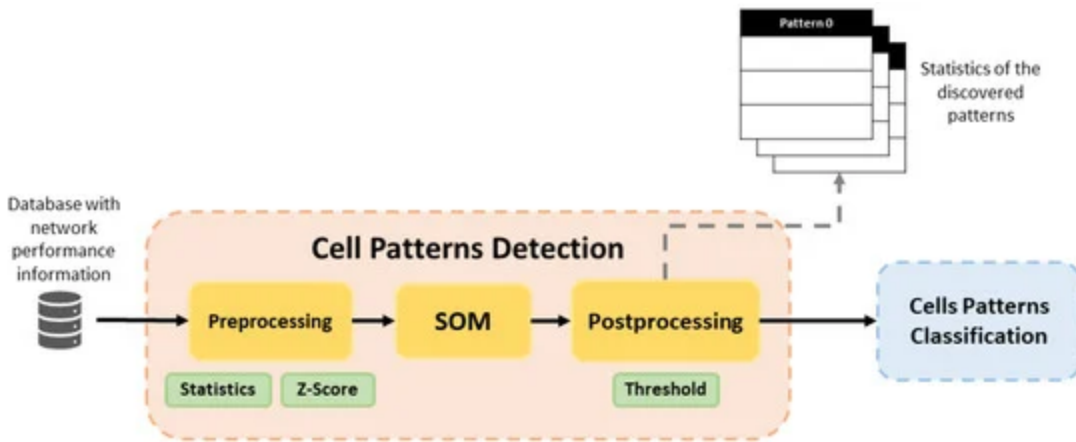 Pattern 0
Statistics of the
discovered
patterns
Database with
network
performance
information
Cell Patterns Detection
Preprocessing
SOM
Postprocessing
Cells Patterns
Classification
Statistics
Z-Score
Threshold